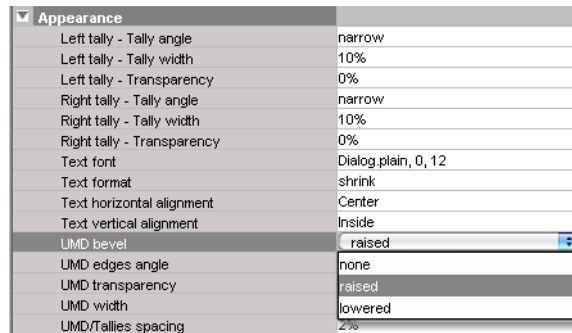 Appearance
Left tally - Tally angle narrow
Left tally - Tally width 10%
Left tally - Transparency 0%
Right tally - Tally angle narrow
Right tally - Tally width 10%
Right tally - Transparency 0%
Text font Dialog.plain, 0, 12
Text format shrink
Text horizontal alignment Center
Text vertical alignment Inside
UMD bevel raised
UMD edges angle none
UMD transparency raised
UMD width lowered
UMD/Tallies spacing 2%